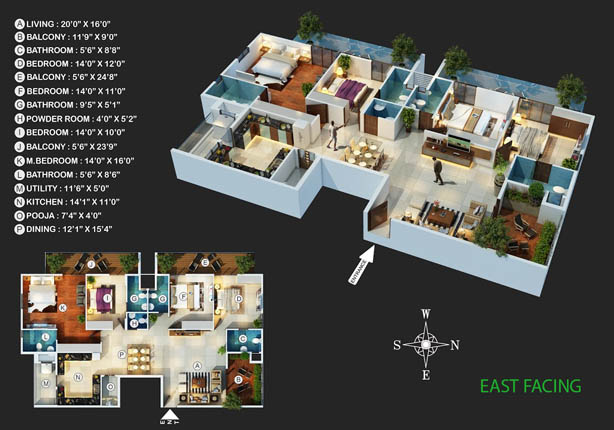 A LIVING : 20'0" X 16'0"
B BALCONY : 11'9" X 9'0"
C BATHROOM : 5'6" X 8'8"
D BEDROOM : 14'0" X 12'0"
E BALCONY : 5'6" X 24'8"
F BEDROOM : 14'0" X 11'0"
G BATHROOM : 9'5" X 5'1"
H POWDER ROOM : 4'0" X 5'2"
I BEDROOM : 14'0" X 10'0"
J BALCONY : 5'6" X 23'9"
K M.BEDROOM : 14'0" X 16'0"
L BATHROOM : 5'6" X 8'6"
M UTILITY : 11'6" X 5'0"
N KITCHEN : 14'1" X 11'0"
O POOJA : 7'4" X 4'0"
P DINING : 12'1" X 15'4"
ENTRANCE
J E
K I G G F D
H
L P C
M N O A B
ENT
W
S N
E
EAST FACING